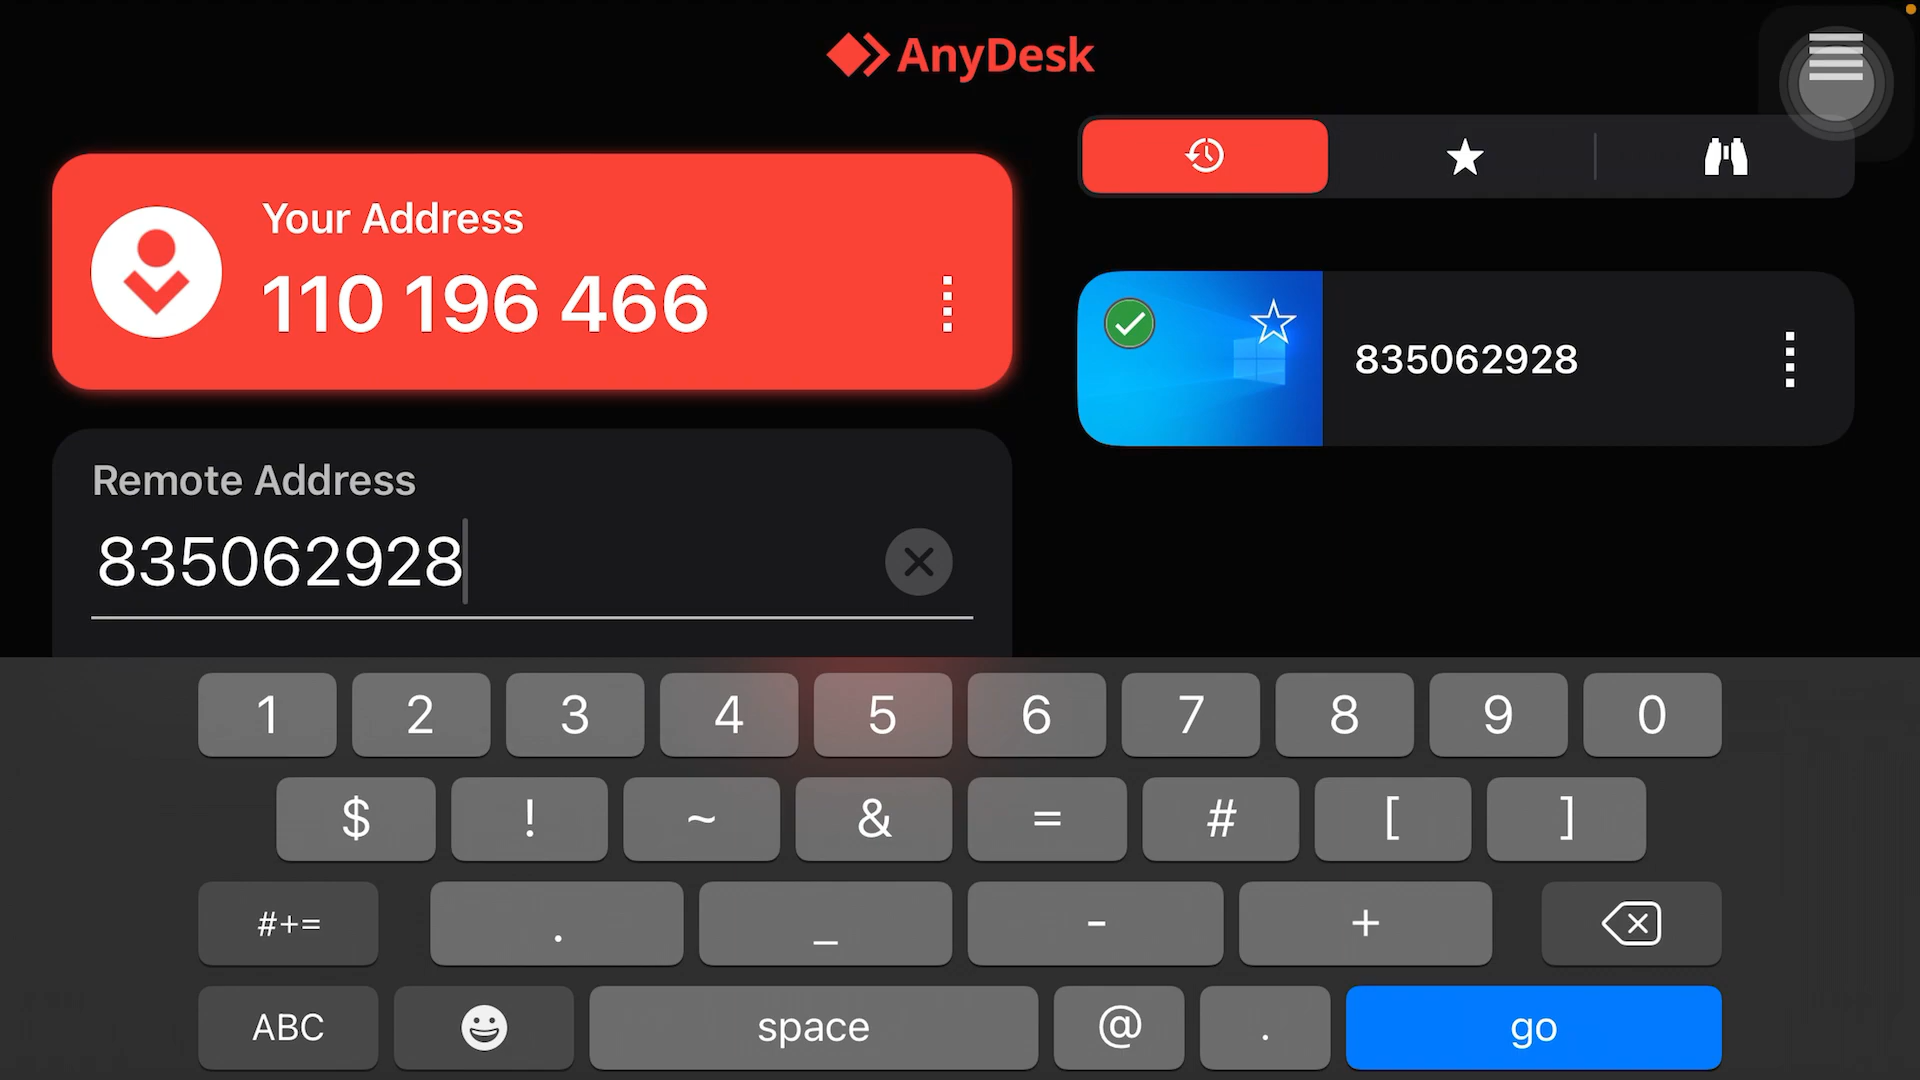 AnyDesk
Your Address
110 196 466
835062928
Remote Address
835062928
1 2 3 4 5 6 7 8 9 0
$ ! ~ & = # [ ]
#+= . _ - +
ABC space @ . go